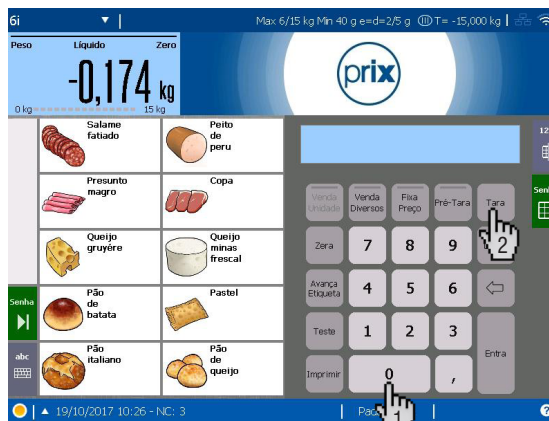 6i
Max 6/15 kg Min 40 g e=d=2/5 g III T= -15,000 kg
Peso Líquido Zero
-0,174 kg
0 kg 15 kg
prix
Salame fatiado
Peito de peru
Presunto magro
Copa
Queijo gruyére
Queijo minas frescal
Pão de batata
Pastel
Pão italiano
Pão de queijo
Senha
abc
123
Venda Unidade
Venda Diversos
Fixa Preço
Pré-Tara
Tara
Zera 7 8 9
2
Avança Etiqueta 4 5 6
Teste 1 2 3
Entra
Imprimir 0 ,
1
19/10/2017 10:26 - NC: 3
?